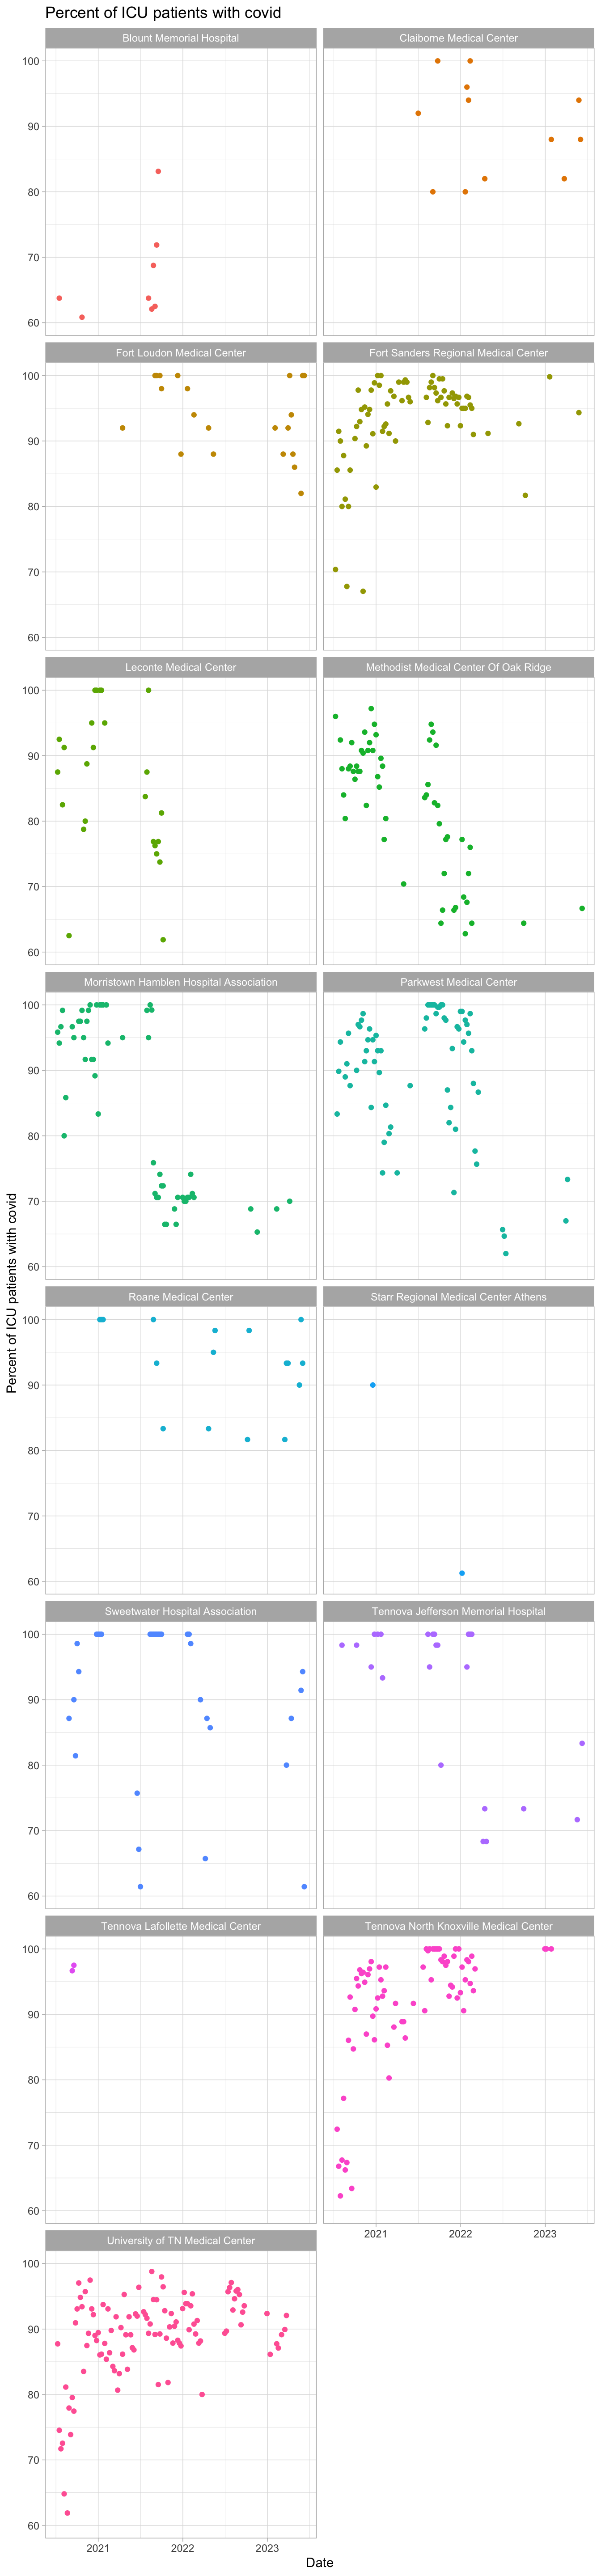 Percent of ICU patients with covid
Blount Memorial Hospital
Claiborne Medical Center
100
90
80
70
60
Fort Loudon Medical Center
Fort Sanders Regional Medical Center
100
90
80
70
60
Leconte Medical Center
Methodist Medical Center Of Oak Ridge
100
90
80
70
60
Morristown Hamblen Hospital Association
Parkwest Medical Center
100
90
80
70
60
Percent of ICU patients witth covid
Roane Medical Center
Starr Regional Medical Center Athens
100
90
80
70
60
Sweetwater Hospital Association
Tennova Jefferson Memorial Hospital
100
90
80
70
60
Tennova Lafollette Medical Center
Tennova North Knoxville Medical Center
100
90
80
70
60
2021
2022
2023
University of TN Medical Center
100
90
80
70
60
2021
2022
2023
Date